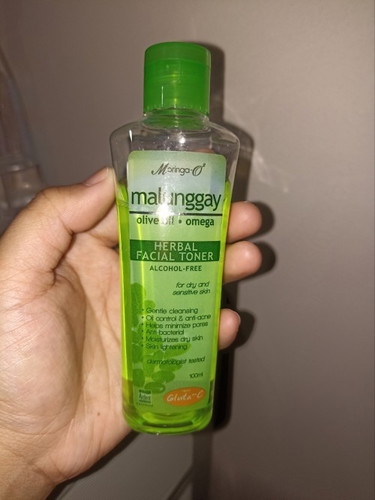 Moringa-O²
malunggay
olive oil • omega
HERBAL
FACIAL TONER
ALCOHOL-FREE
for dry and
sensitive skin
• Gentle cleansing
• Oil control & anti-acne
• Helps minimize pores
• Anti bacterial
• Moisturizes dry skin
• Skin lightening
dermatologist tested
100ml
Gluta-C